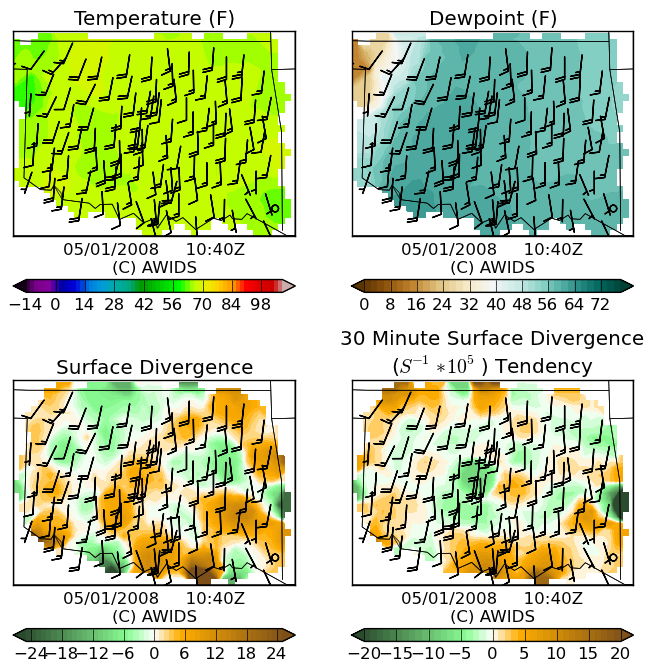 Temperature (F)
05/01/2008 10:40Z
(C) AWIDS
−14 0 14 28 42 56 70 84 98
Dewpoint (F)
05/01/2008 10:40Z
(C) AWIDS
0 8 16 24 32 40 48 56 64 72
Surface Divergence
05/01/2008 10:40Z
(C) AWIDS
−24 −18 −12 −6 0 6 12 18 24
30 Minute Surface Divergence
(S⁻¹ *10⁵ ) Tendency
05/01/2008 10:40Z
(C) AWIDS
−20 −15 −10 −5 0 5 10 15 20